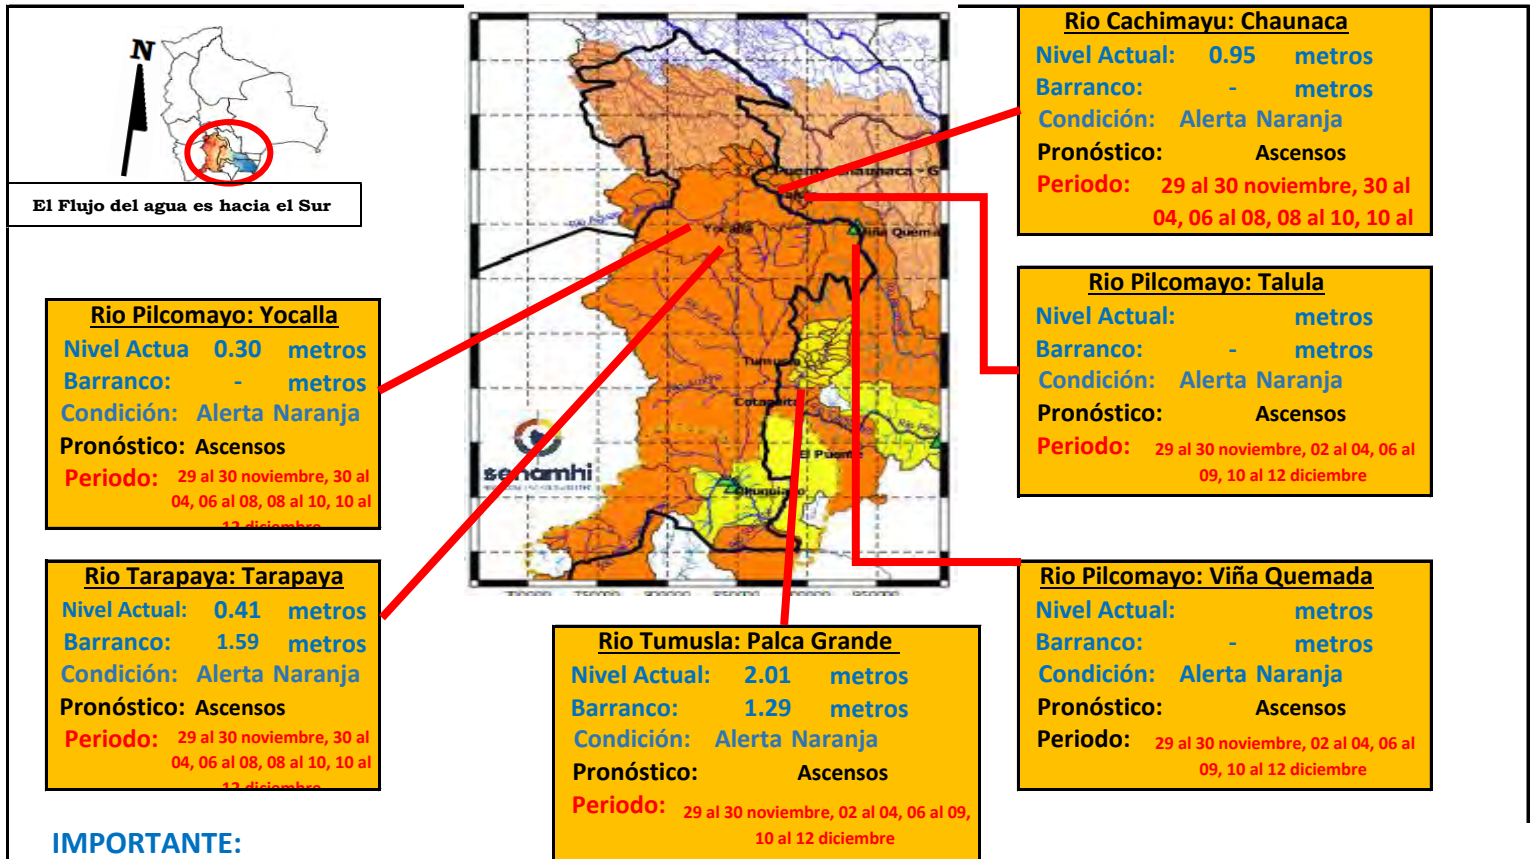 N
El Flujo del agua es hacia el Sur
Rio Cachimayu: Chaunaca
Nivel Actual: 0.95 metros
Barranco: - metros
Condición: Alerta Naranja
Pronóstico: Ascensos
Periodo: 29 al 30 noviembre, 30 al
04, 06 al 08, 08 al 10, 10 al
Rio Pilcomayo: Yocalla
Nivel Actua 0.30 metros
Barranco: - metros
Condición: Alerta Naranja
Pronóstico: Ascensos
Periodo: 29 al 30 noviembre, 30 al
04, 06 al 08, 08 al 10, 10 al
12 diciembre
Rio Pilcomayo: Talula
Nivel Actual: metros
Barranco: - metros
Condición: Alerta Naranja
Pronóstico: Ascensos
Periodo: 29 al 30 noviembre, 02 al 04, 06 al
09, 10 al 12 diciembre
Rio Tarapaya: Tarapaya
Nivel Actual: 0.41 metros
Barranco: 1.59 metros
Condición: Alerta Naranja
Pronóstico: Ascensos
Periodo: 29 al 30 noviembre, 30 al
04, 06 al 08, 08 al 10, 10 al
12 diciembre
Rio Tumusla: Palca Grande
Nivel Actual: 2.01 metros
Barranco: 1.29 metros
Condición: Alerta Naranja
Pronóstico: Ascensos
Periodo: 29 al 30 noviembre, 02 al 04, 06 al 09,
10 al 12 diciembre
Rio Pilcomayo: Viña Quemada
Nivel Actual: metros
Barranco: - metros
Condición: Alerta Naranja
Pronóstico: Ascensos
Periodo: 29 al 30 noviembre, 02 al 04, 06 al
09, 10 al 12 diciembre
Yocalla
Viña Quema
Tumusla
Cotagaita
El Puente
senamhi
700000 750000 800000 850000 950000
IMPORTANTE: